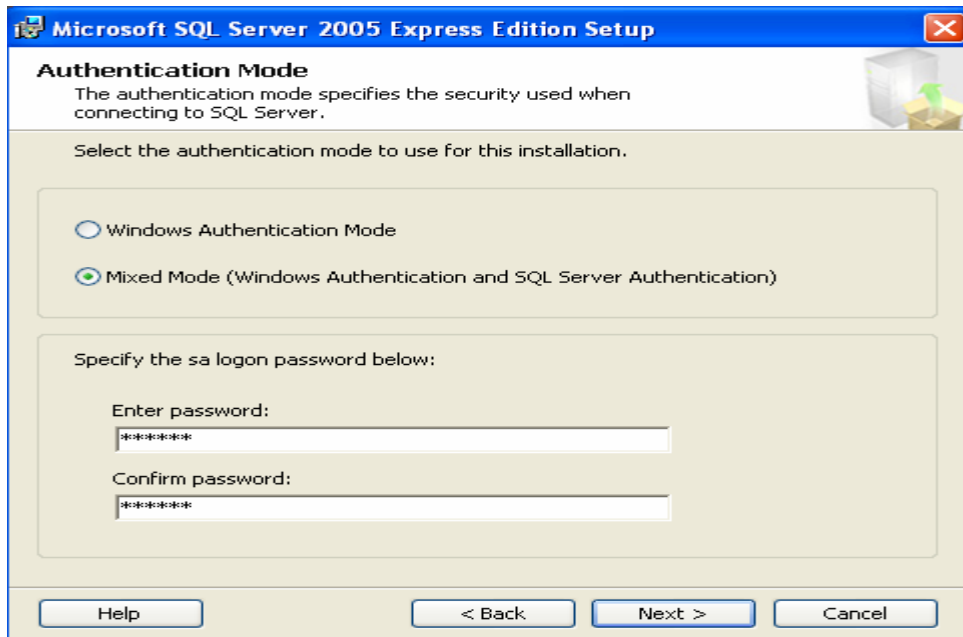 Microsoft SQL Server 2005 Express Edition Setup
Authentication Mode
The authentication mode specifies the security used when
connecting to SQL Server.
Select the authentication mode to use for this installation.
Windows Authentication Mode
Mixed Mode (Windows Authentication and SQL Server Authentication)
Specify the sa logon password below:
Enter password:
******
Confirm password:
******
Help < Back Next > Cancel